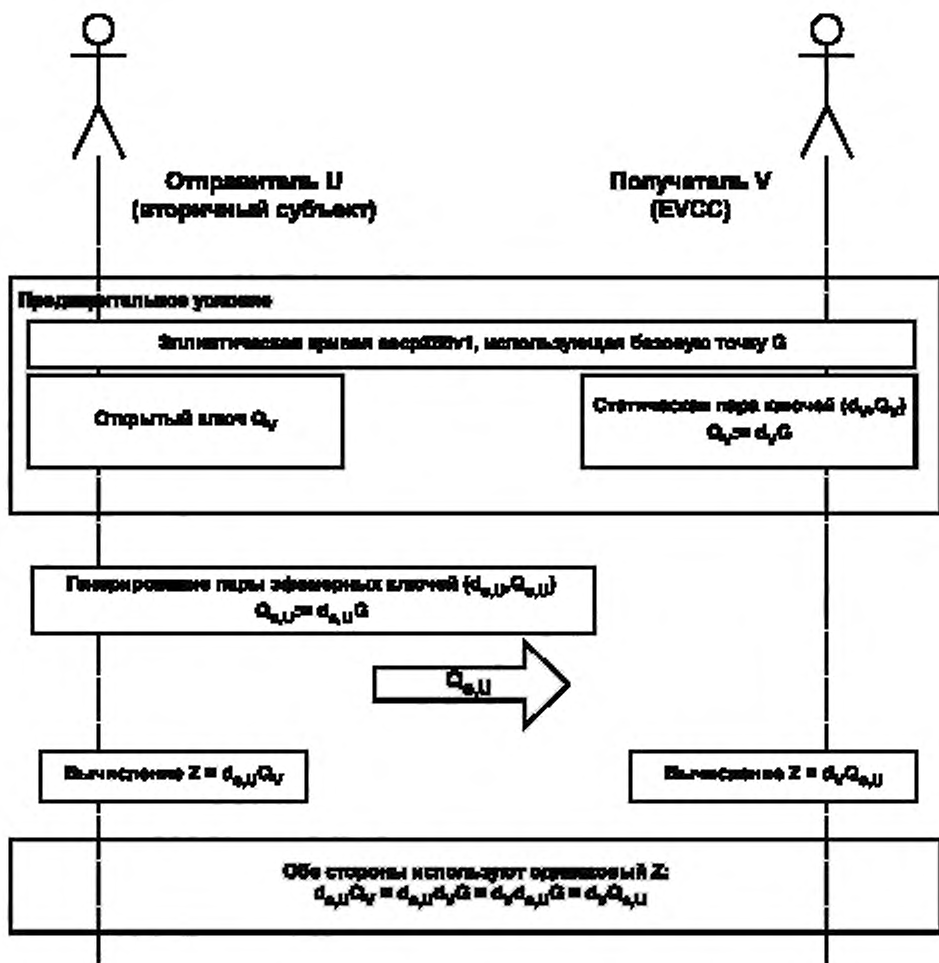 Отправитель U
(вторичный субъект)
Получатель V
(EVCC)
Предварительное условие
Эллиптическая кривая secp256r1, использующая базовую точку G
Открытый ключ Q_V
Статическая пара ключей (d_V,Q_V)
Q_V:= d_VG
Генерирование пары эфемерных ключей (d_e,U,Q_e,U)
Q_e,U:= d_e,UG
Q_e,U
Вычисление Z = d_e,UQ_V
Вычисление Z = d_VQ_e,U
Обе стороны используют одинаковый Z:
d_e,UQ_V = d_e,Ud_VG = d_Vd_e,UG = d_VQ_e,U